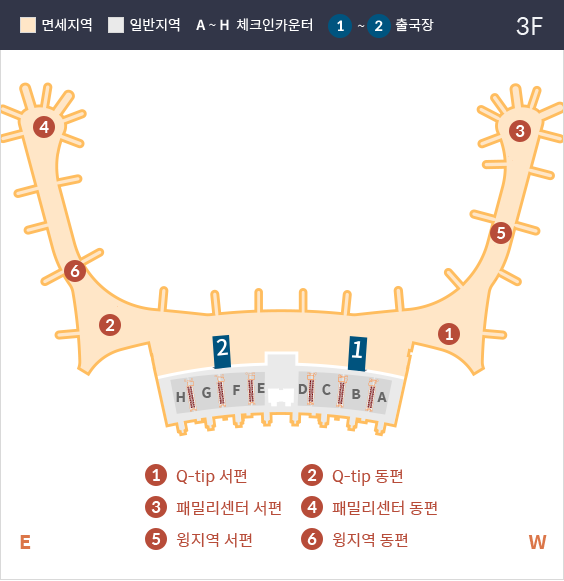 면세지역 일반지역 A ~ H 체크인카운터 1 ~ 2 출국장 3F
4 3
5
6
2 1
2 1
H G F E D C B A
1 Q-tip 서편 2 Q-tip 동편
3 패밀리센터 서편 4 패밀리센터 동편
5 윙지역 서편 6 윙지역 동편
E W